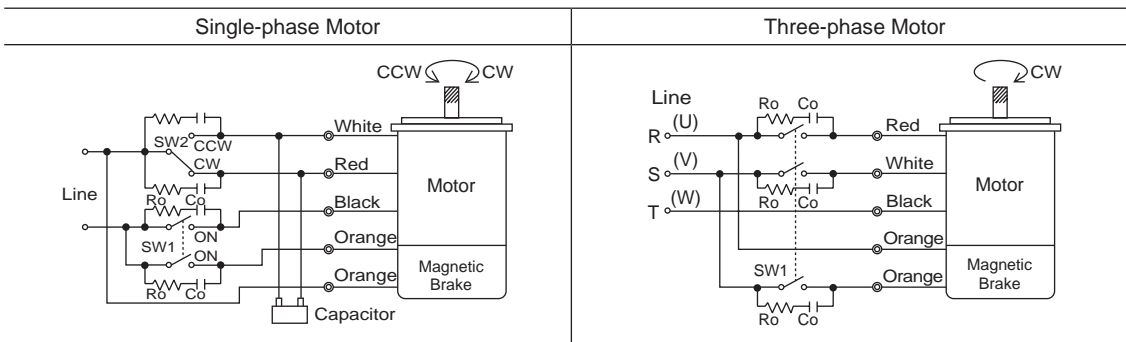 Single-phase Motor
CCW CW
White
SW2 CCW
CW
Red
Line
Ro Co
Motor
Black
ON
SW1
Orange
ON
Magnetic
Brake
Orange
Ro Co
Capacitor
Three-phase Motor
CW
Line
Ro Co
R (U)
Red
S (V)
White
Motor
Ro Co
T (W)
Black
Orange
SW1
Magnetic
Brake
Orange
Ro Co